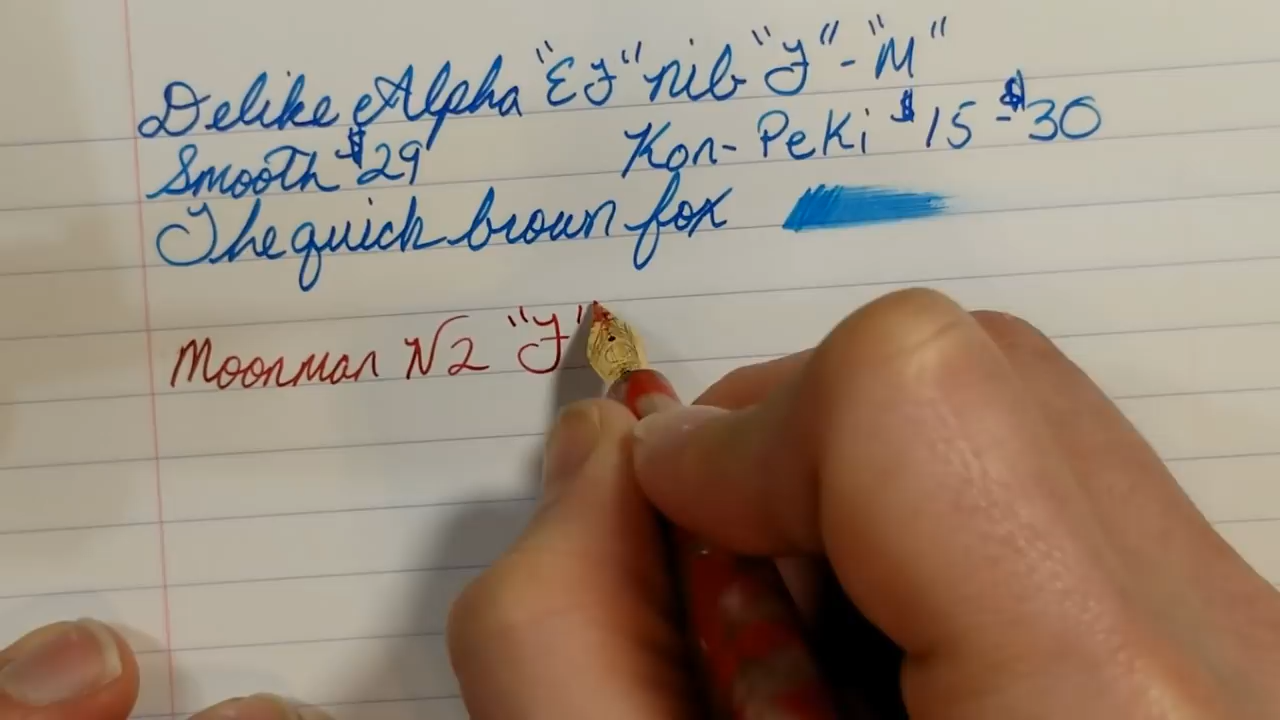 Delike Alpha "EF" nib "F" - "M"
Smooth $29 Kon-Peki $15-$30
The quick brown fox
Moonman N2 "F"